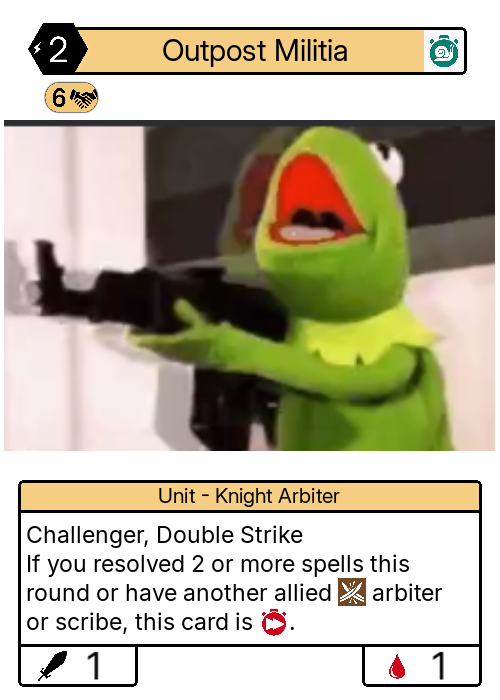 2
Outpost Militia
6
Unit - Knight Arbiter
Challenger, Double Strike
If you resolved 2 or more spells this
round or have another allied arbiter
or scribe, this card is .
1
1